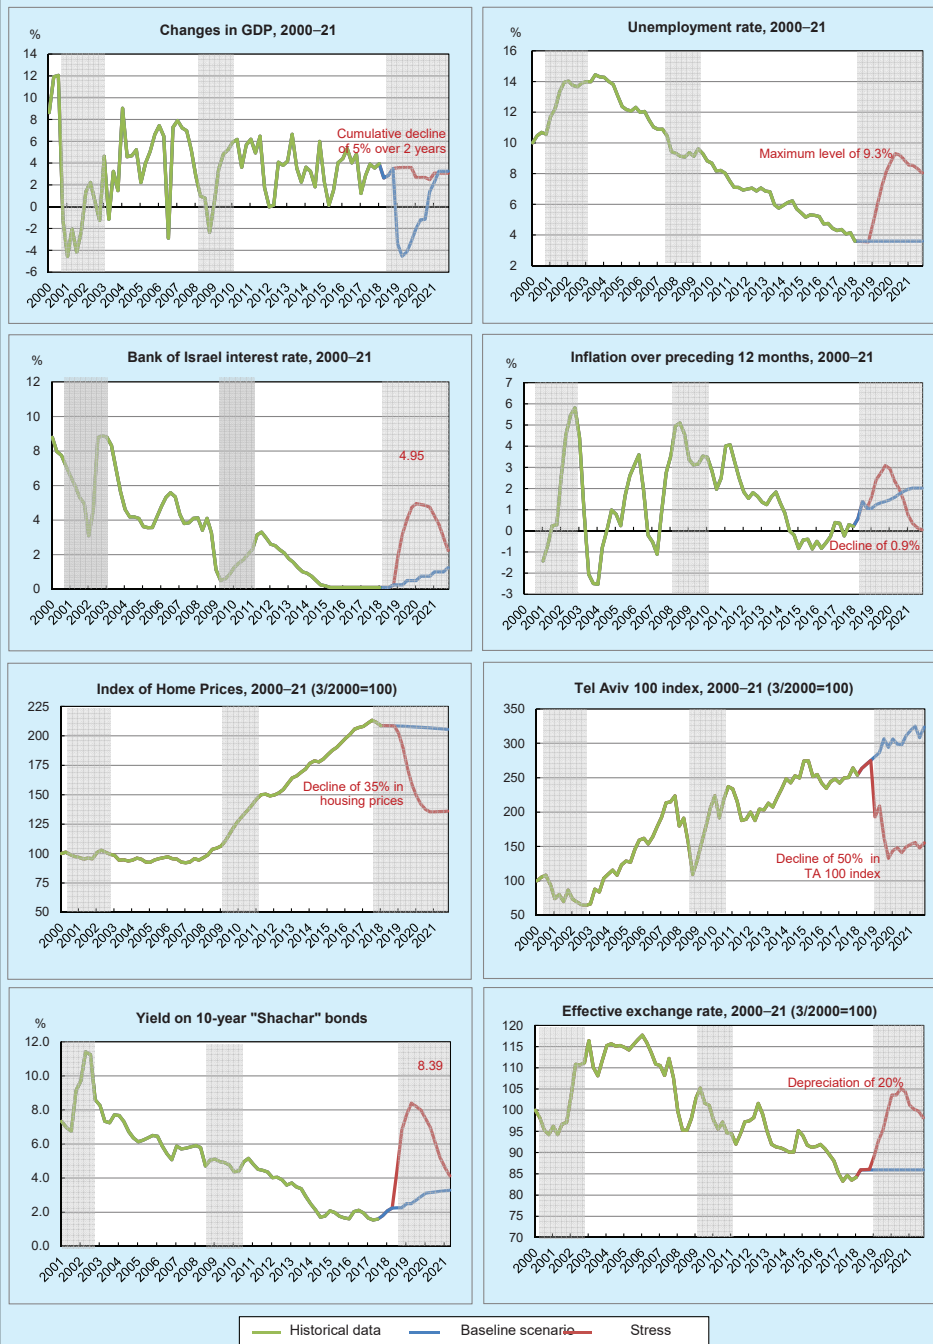 Changes in GDP, 2000–21
%
14
12
10
8
6
4
2
0
-2
-4
-6
Cumulative decline
of 5% over 2 years
2000 2001 2002 2003 2004 2005 2006 2007 2008 2009 2010 2011 2012 2013 2014 2015 2016 2017 2018 2019 2020 2021
Unemployment rate, 2000–21
%
16
14
12
10
8
6
4
2
Maximum level of 9.3%
2000 2001 2002 2003 2004 2005 2006 2007 2008 2009 2010 2011 2012 2013 2014 2015 2016 2017 2018 2019 2020 2021
Bank of Israel interest rate, 2000–21
%
12
10
8
6
4
2
0
4.95
2000 2001 2002 2003 2004 2005 2006 2007 2008 2009 2010 2011 2012 2013 2014 2015 2016 2017 2018 2019 2020 2021
Inflation over preceding 12 months, 2000–21
%
7
6
5
4
3
2
1
0
-1
-2
-3
Decline of 0.9%
2000 2001 2002 2003 2004 2005 2006 2007 2008 2009 2010 2011 2012 2013 2014 2015 2016 2017 2018 2019 2020 2021
Index of Home Prices, 2000–21 (3/2000=100)
225
200
175
150
125
100
75
50
Decline of 35% in
housing prices
2000 2001 2002 2003 2004 2005 2006 2007 2008 2009 2010 2011 2012 2013 2014 2015 2016 2017 2018 2019 2020 2021
Tel Aviv 100 index, 2000–21 (3/2000=100)
350
300
250
200
150
100
50
Decline of 50% in
TA 100 index
2000 2001 2002 2003 2004 2005 2006 2007 2008 2009 2010 2011 2012 2013 2014 2015 2016 2017 2018 2019 2020 2021
Yield on 10-year "Shachar" bonds
%
12.0
10.0
8.0
6.0
4.0
2.0
0.0
8.39
2001 2002 2003 2004 2005 2006 2007 2008 2009 2010 2011 2012 2013 2014 2015 2016 2017 2018 2019 2020 2021
Effective exchange rate, 2000–21 (3/2000=100)
120
115
110
105
100
95
90
85
80
75
70
Depreciation of 20%
2000 2001 2002 2003 2004 2005 2006 2007 2008 2009 2010 2011 2012 2013 2014 2015 2016 2017 2018 2019 2020 2021
Historical data Baseline scenario Stress